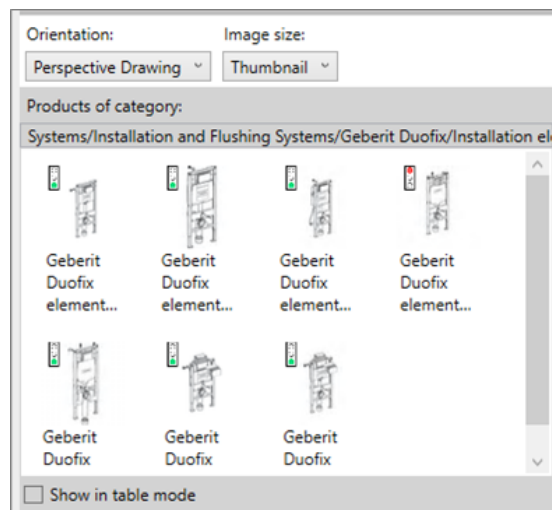 Orientation: Image size:
Perspective Drawing Thumbnail
Products of category:
Systems/Installation and Flushing Systems/Geberit Duofix/Installation ele
Geberit Geberit Geberit Geberit
Duofix Duofix Duofix Duofix
element... element... element... element...
Geberit Geberit Geberit
Duofix Duofix Duofix
Show in table mode